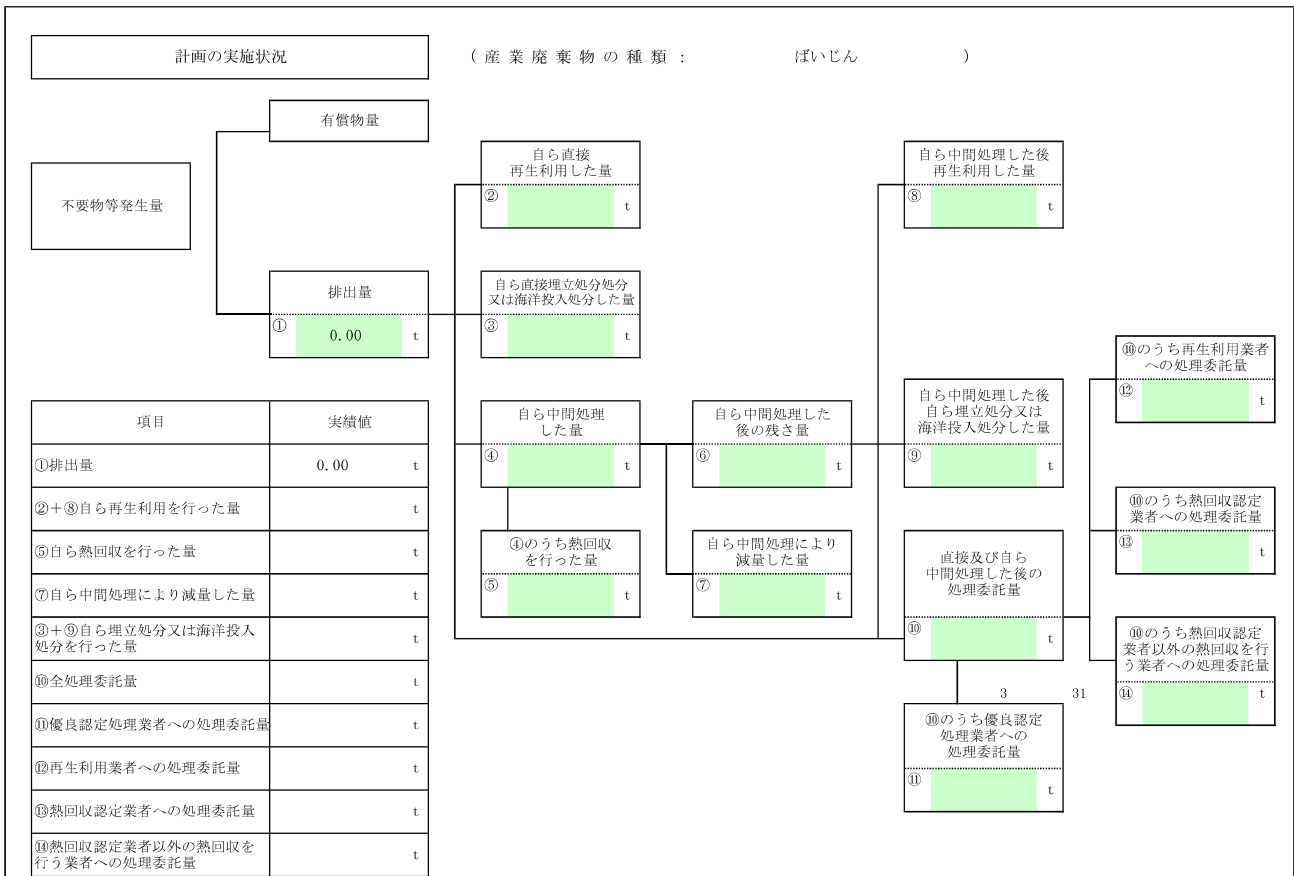 計画の実施状況
（産業廃棄物の種類： ばいじん ）
有償物量
不要物等発生量
排出量
① 0.00 t
自ら直接
再生利用した量
② t
自ら直接埋立処分処分
又は海洋投入処分した量
③ t
自ら中間処理した後
再生利用した量
⑧ t
自ら中間処理
した量
④ t
自ら中間処理した
後の残さ量
⑥ t
自ら中間処理した後
自ら埋立処分又は
海洋投入処分した量
⑨ t
④のうち熱回収
を行った量
⑤ t
自ら中間処理により
減量した量
⑦ t
直接及び自ら
中間処理した後の
処理委託量
⑩ t
⑩のうち再生利用業者
への処理委託量
⑫ t
⑩のうち熱回収認定
業者への処理委託量
⑬ t
⑩のうち熱回収認定
業者以外の熱回収を行
う業者への処理委託量
⑭ t
3 31
⑩のうち優良認定
処理業者への
処理委託量
⑪ t
項目 実績値
①排出量 0.00 t
②＋⑧自ら再生利用を行った量 t
⑤自ら熱回収を行った量 t
⑦自ら中間処理により減量した量 t
③＋⑨自ら埋立処分又は海洋投入
処分を行った量 t
⑩全処理委託量 t
⑪優良認定処理業者への処理委託量 t
⑫再生利用業者への処理委託量 t
⑬熱回収認定業者への処理委託量 t
⑭熱回収認定業者以外の熱回収を
行う業者への処理委託量 t